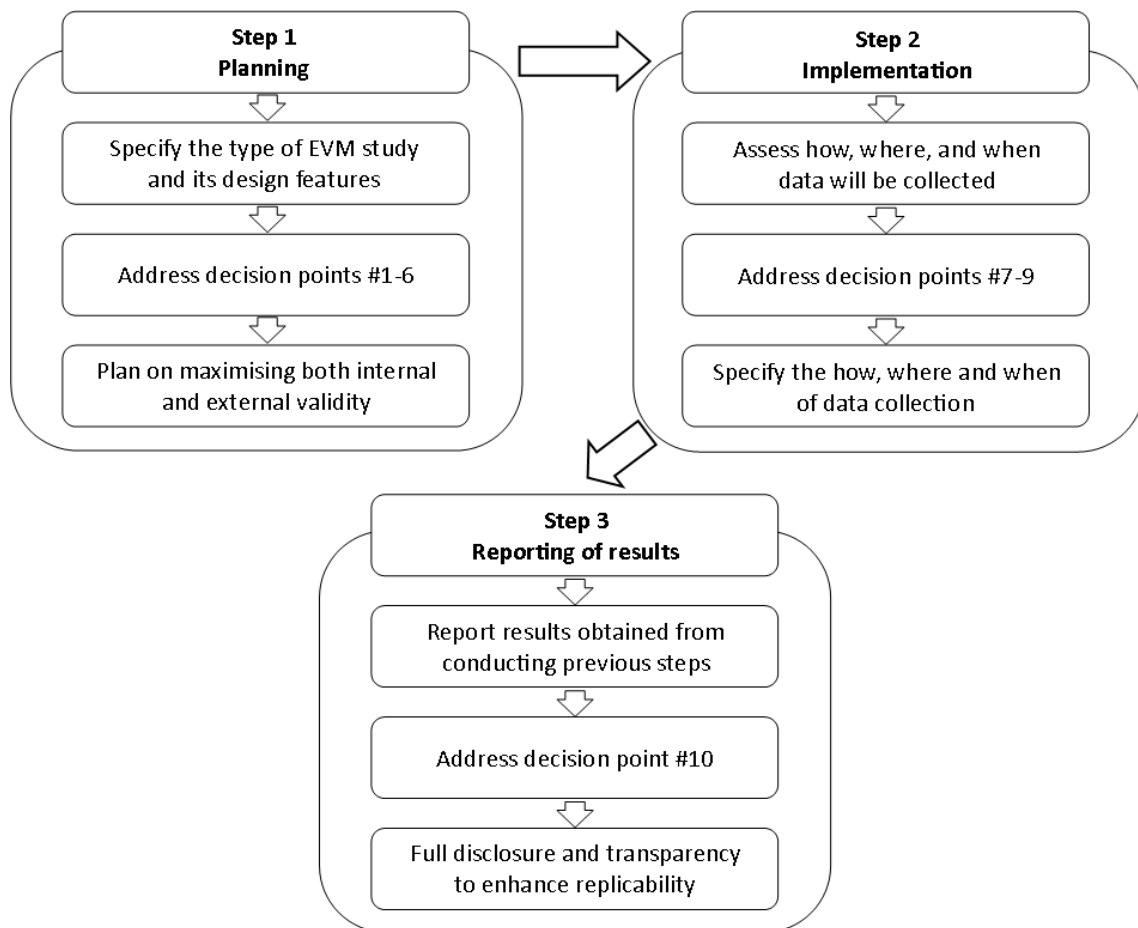 Step 1
Planning
Specify the type of EVM study
and its design features
Address decision points #1-6
Plan on maximising both internal
and external validity
Step 2
Implementation
Assess how, where, and when
data will be collected
Address decision points #7-9
Specify the how, where and when
of data collection
Step 3
Reporting of results
Report results obtained from
conducting previous steps
Address decision point #10
Full disclosure and transparency
to enhance replicability